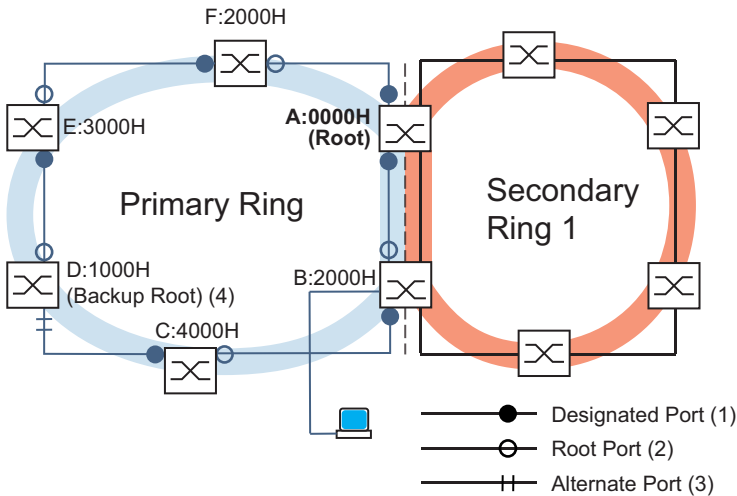 F:2000H
A:0000H
(Root)
E:3000H
Primary Ring
Secondary
Ring 1
D:1000H
(Backup Root) (4)
B:2000H
C:4000H
Designated Port (1)
Root Port (2)
Alternate Port (3)